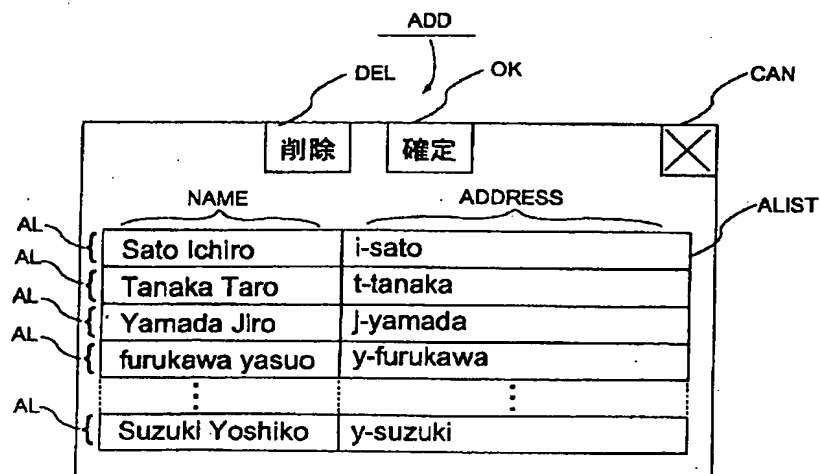 ADD
DEL
OK
CAN
削除
確定
NAME
ADDRESS
ALIST
AL
Sato Ichiro
i-sato
AL
Tanaka Taro
t-tanaka
AL
Yamada Jiro
j-yamada
AL
furukawa yasuo
y-furukawa
AL
Suzuki Yoshiko
y-suzuki